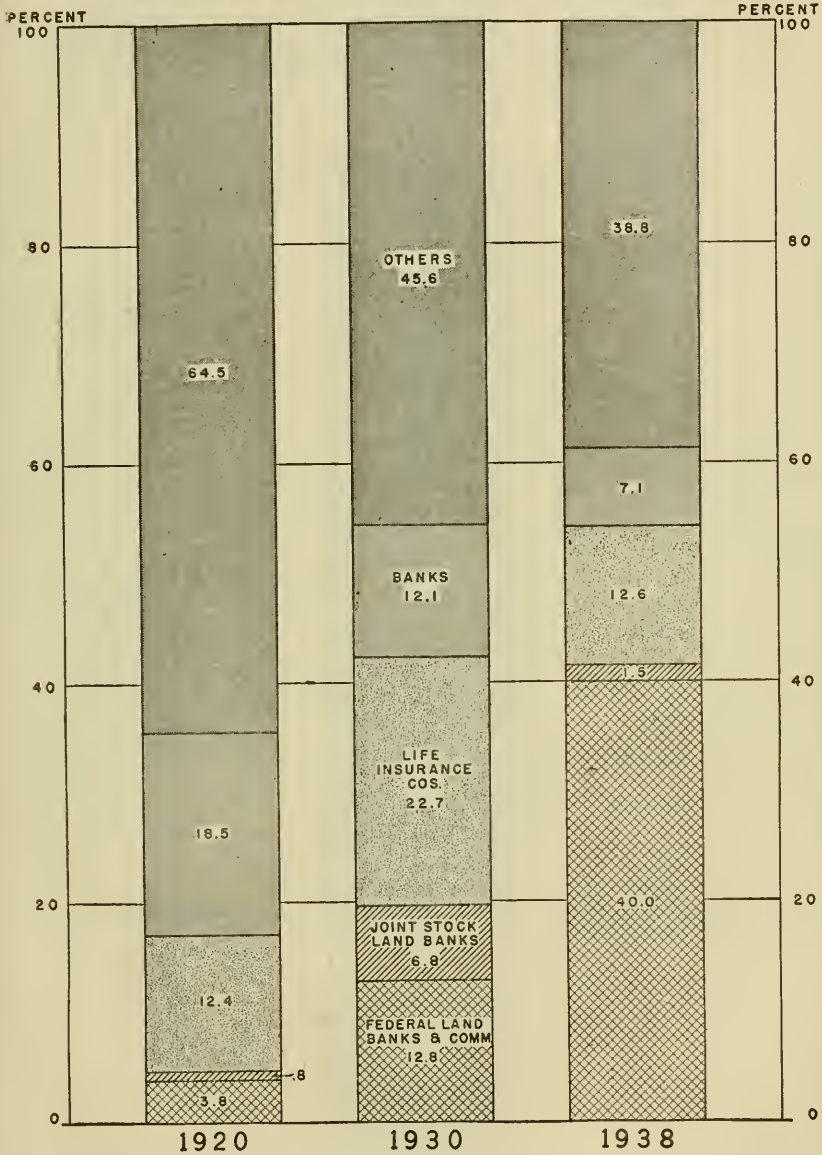 PERCENT
PERCENT
100
100
80
80
60
60
40
40
20
20
0
0
64.5
18.5
12.4
.8
3.8
OTHERS
45.6
BANKS
12.1
LIFE
INSURANCE
COS.
22.7
JOINT STOCK
LAND BANKS
6.8
FEDERAL LAND
BANKS & COMM
12.8
38.8
7.1
12.6
1.5
40.0
1920
1930
1938